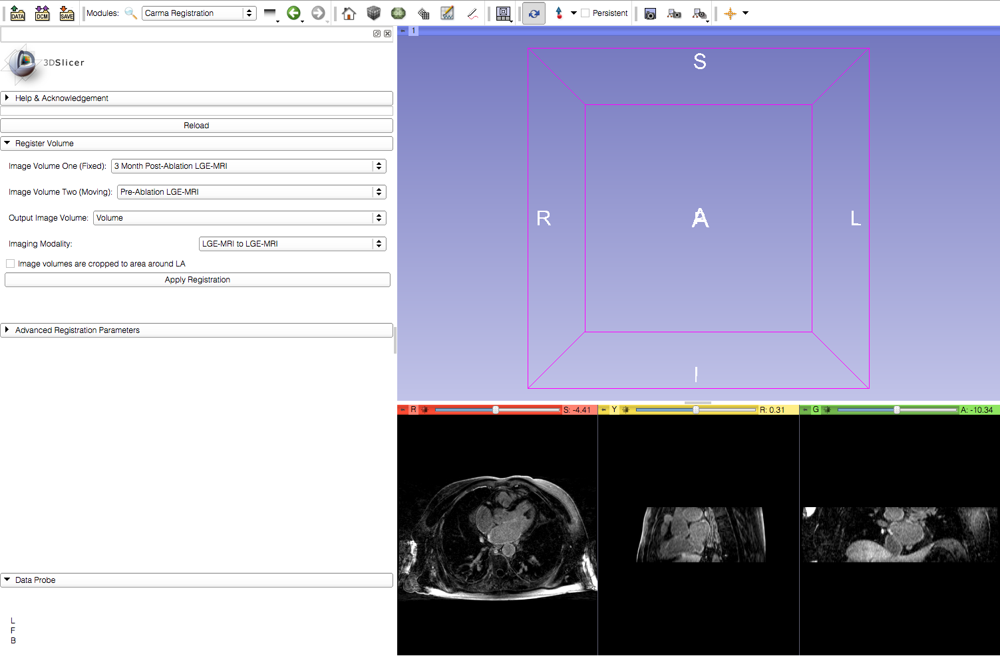 DATA DCM SAVE Modules: Carma Registration Persistent
1
3DSlicer
Help & Acknowledgement
Reload
Register Volume
Image Volume One (Fixed): 3 Month Post-Ablation LGE-MRI
Image Volume Two (Moving): Pre-Ablation LGE-MRI
Output Image Volume: Volume
Imaging Modality: LGE-MRI to LGE-MRI
Image volumes are cropped to area around LA
Apply Registration
Advanced Registration Parameters
Data Probe
L
F
B
S
R A L
I
R S: -4.41 Y R: 0.31 G A: -10.34